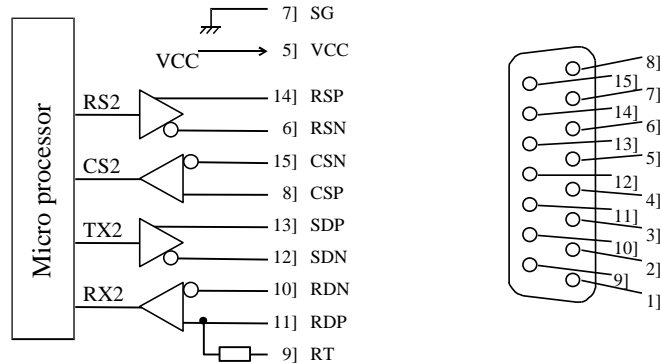 7] SG
VCC
5] VCC
RS2
14] RSP
6] RSN
CS2
15] CSN
8] CSP
TX2
13] SDP
12] SDN
RX2
10] RDN
11] RDP
9] RT
Micro processor
8]
15]
7]
14]
6]
13]
5]
12]
4]
11]
3]
10]
2]
9]
1]